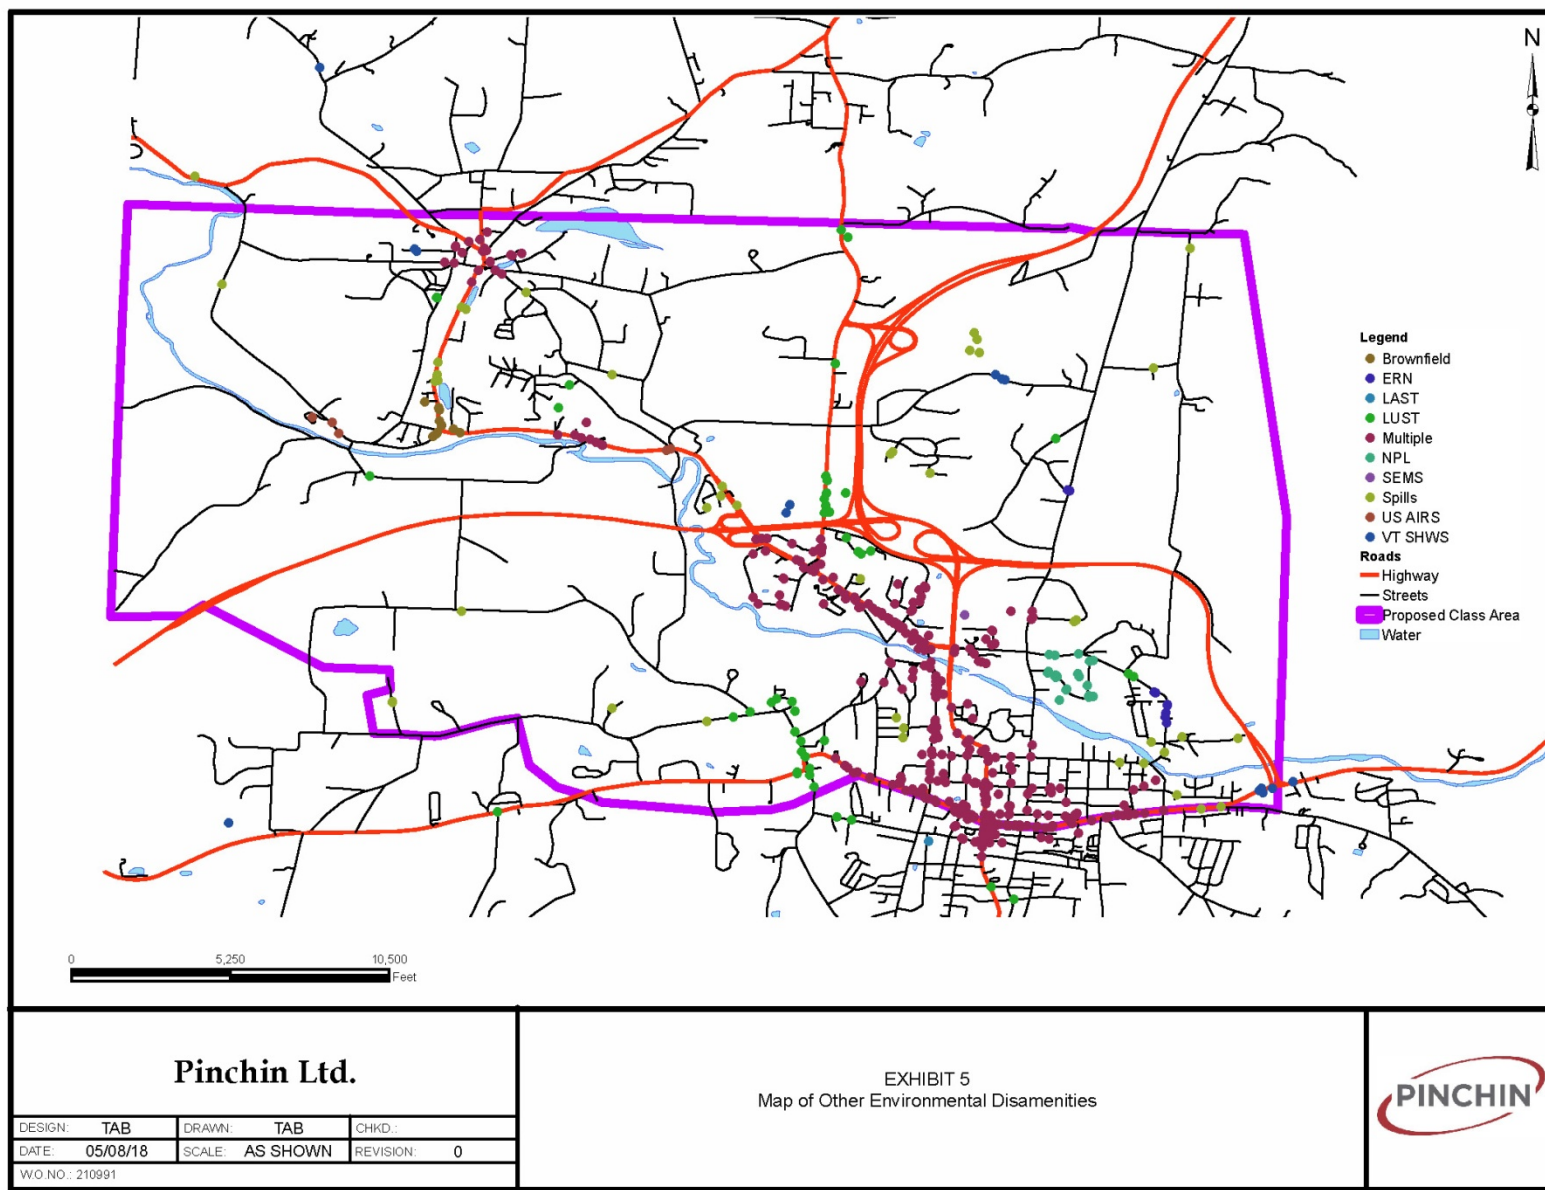 N
Legend
Brownfield
ERN
LAST
LUST
Multiple
NPL
SEMS
Spills
US AIRS
VT SHWS
Roads
Highway
Streets
Proposed Class Area
Water
0 5,250 10,500
Feet
Pinchin Ltd.
DESIGN: TAB DRAWN: TAB CHKD.:
DATE: 05/08/18 SCALE: AS SHOWN REVISION: 0
W.O.NO.: 210991
EXHIBIT 5
Map of Other Environmental Disamenities
PINCHIN